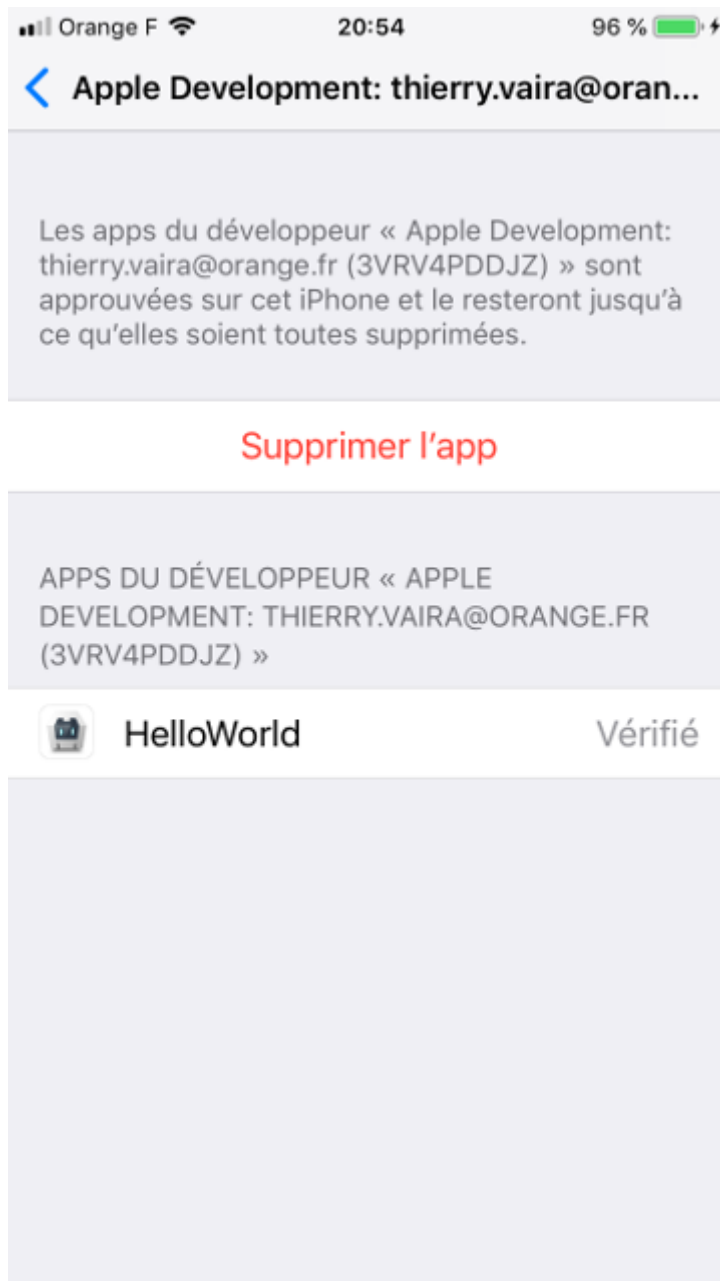 Orange F 20:54 96 %
Apple Development: thierry.vaira@oran...
Les apps du développeur « Apple Development:
thierry.vaira@orange.fr (3VRV4PDDJZ) » sont
approuvées sur cet iPhone et le resteront jusqu’à
ce qu’elles soient toutes supprimées.
Supprimer l’app
APPS DU DÉVELOPPEUR « APPLE
DEVELOPMENT: THIERRY.VAIRA@ORANGE.FR
(3VRV4PDDJZ) »
HelloWorld Vérifié